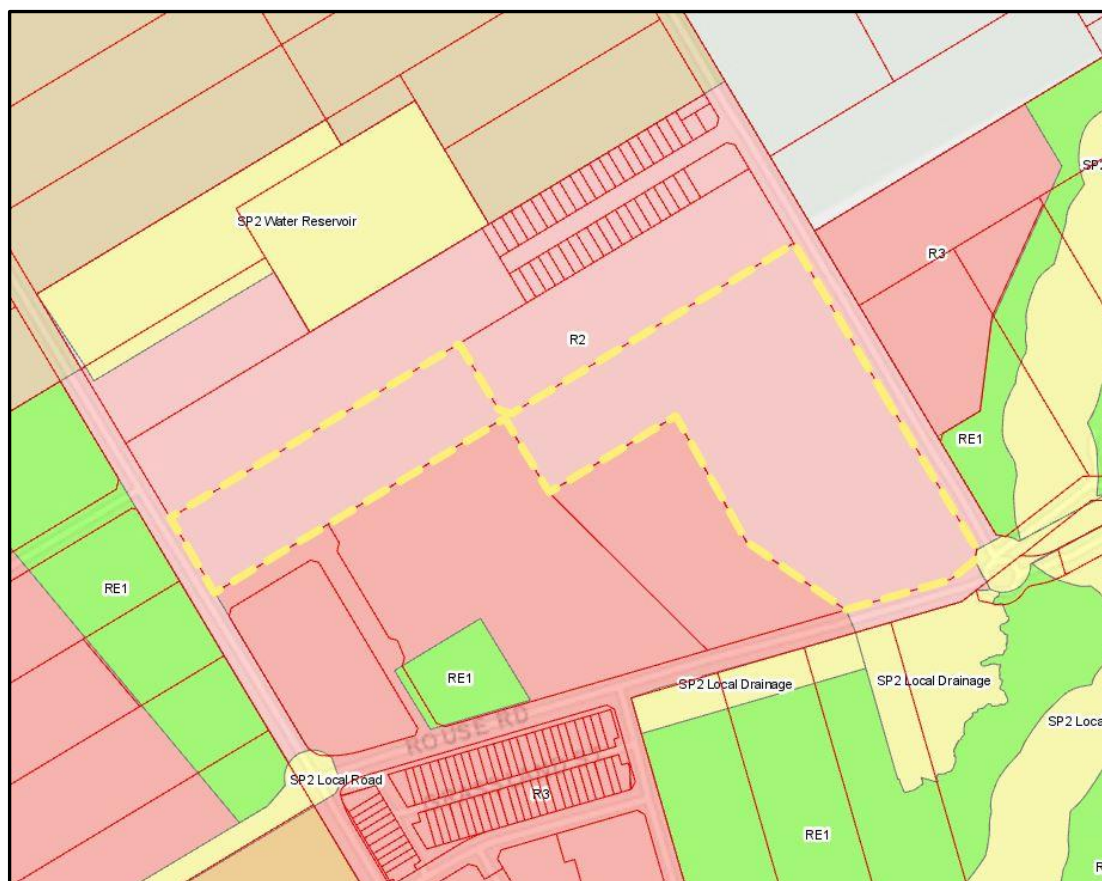 SP2
SP2 Water Reservoir
R3
R2
RE1
RE1
RE1
SP2 Local Drainage
SP2 Local Drainage
SP2 Loca
ROUSE RD
SP2 Local Road
R3
RE1
R